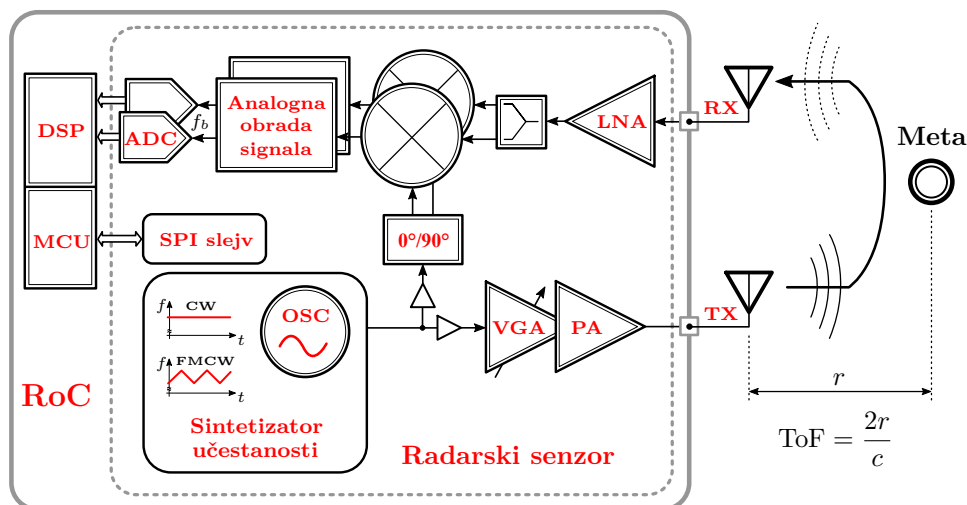 RX
Meta
DSP
ADC
f_b
Analogna
obrada
signala
LNA
MCU
SPI slejv
0°/90°
TX
f
CW
t
OSC
VGA
PA
f
FMCW
t
RoC
Sintetizator
učestanosti
Radarski senzor
r
ToF = 2r/c